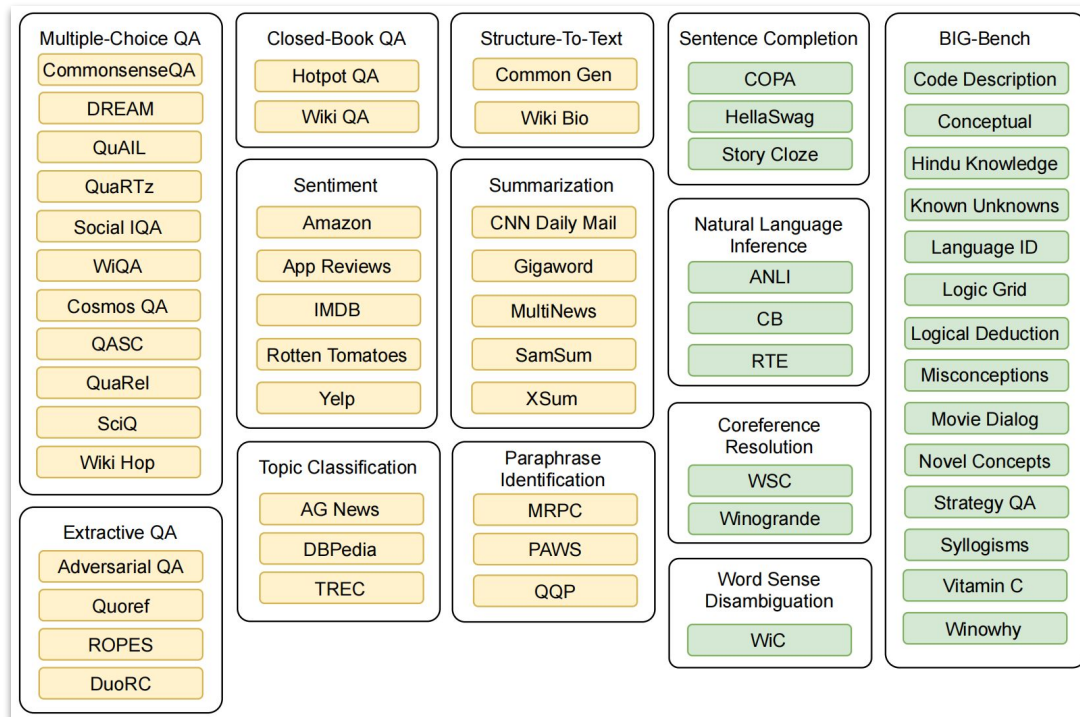 Multiple-Choice QA
CommonsenseQA
DREAM
QuAIL
QuaRTz
Social IQA
WiQA
Cosmos QA
QASC
QuaRel
SciQ
Wiki Hop
Extractive QA
Adversarial QA
Quoref
ROPES
DuoRC
Closed-Book QA
Hotpot QA
Wiki QA
Sentiment
Amazon
App Reviews
IMDB
Rotten Tomatoes
Yelp
Topic Classification
AG News
DBPedia
TREC
Structure-To-Text
Common Gen
Wiki Bio
Summarization
CNN Daily Mail
Gigaword
MultiNews
SamSum
XSum
Paraphrase
Identification
MRPC
PAWS
QQP
Sentence Completion
COPA
HellaSwag
Story Cloze
Natural Language
Inference
ANLI
CB
RTE
Coreference
Resolution
WSC
Winogrande
Word Sense
Disambiguation
WiC
BIG-Bench
Code Description
Conceptual
Hindu Knowledge
Known Unknowns
Language ID
Logic Grid
Logical Deduction
Misconceptions
Movie Dialog
Novel Concepts
Strategy QA
Syllogisms
Vitamin C
Winowhy